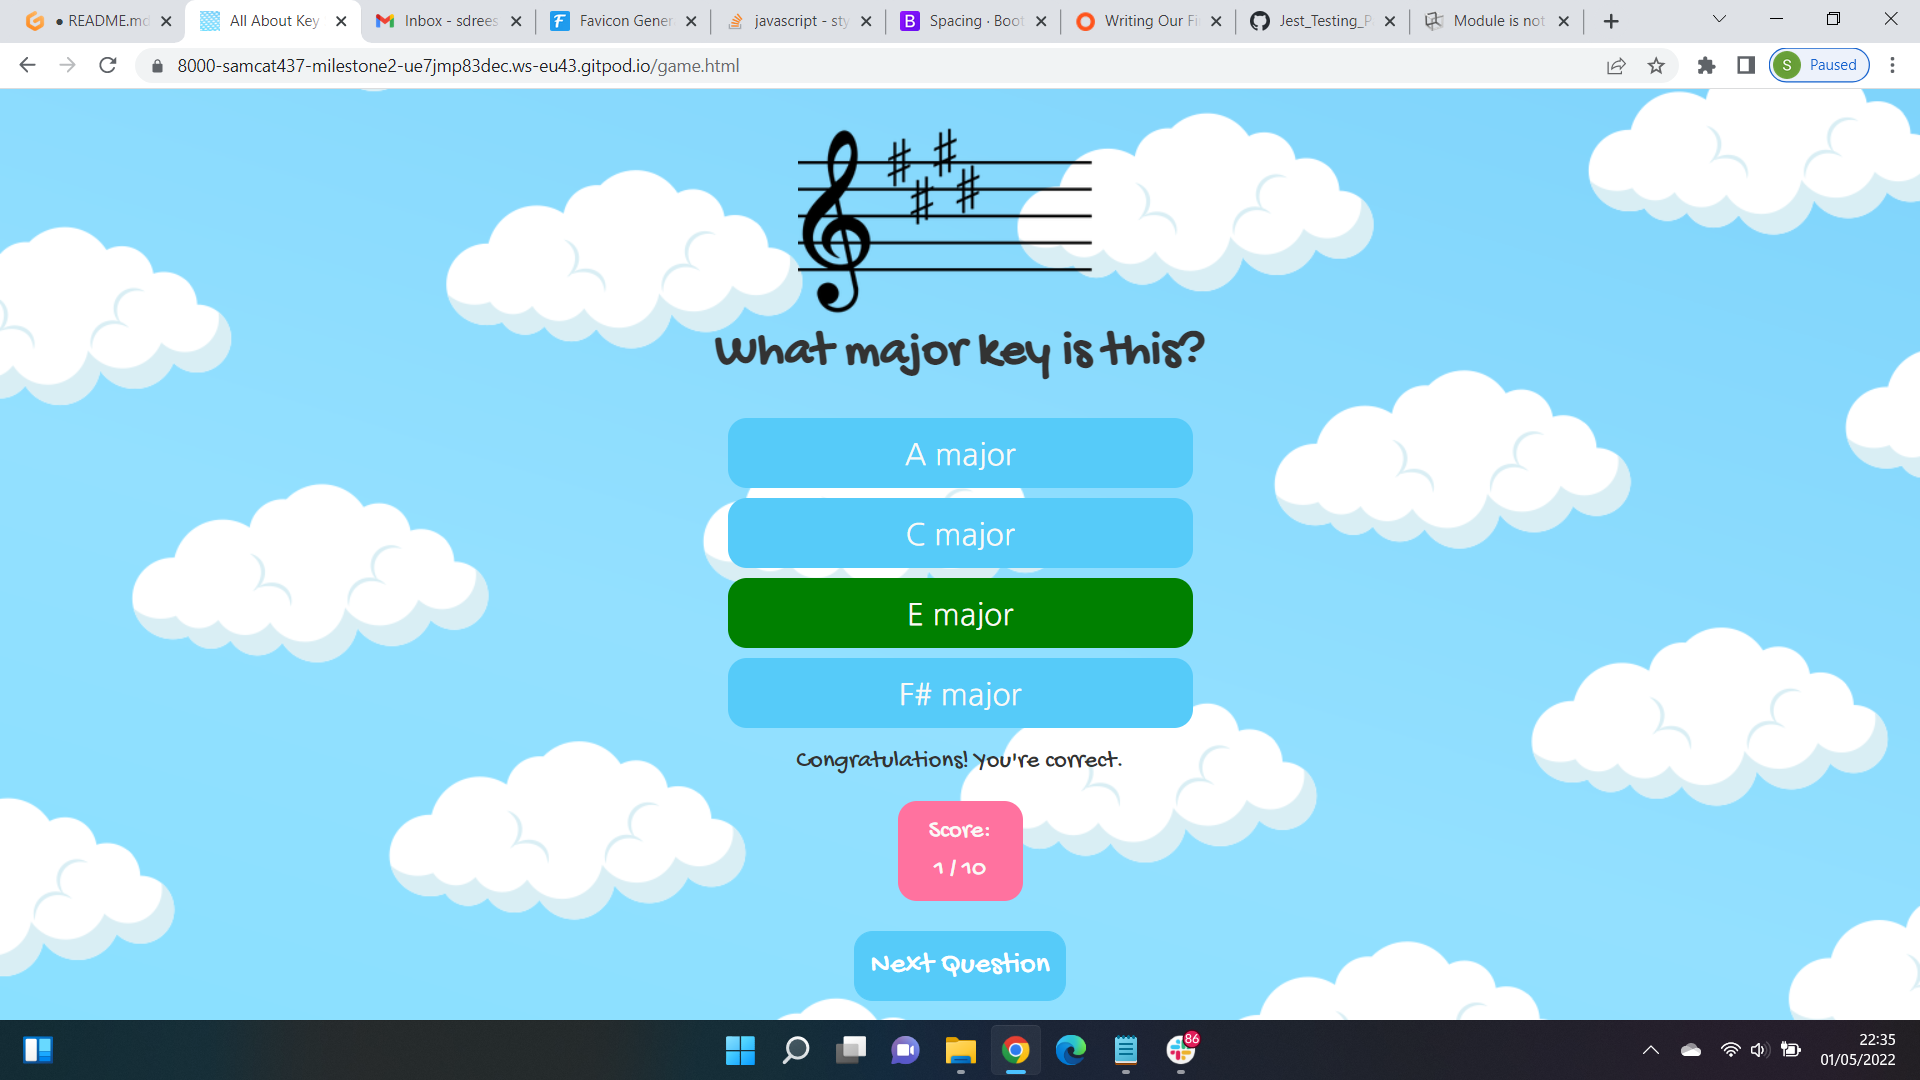 ● README.md
All About Key
Inbox - sdrees
Favicon Gener
javascript - sty
Spacing · Boot
Writing Our Fi
Jest_Testing_P
Module is not
8000-samcat437-milestone2-ue7jmp83dec.ws-eu43.gitpod.io/game.html
S Paused
What major key is this?
A major
C major
E major
F# major
Congratulations! You're correct.
Score:
1 / 10
Next Question
86
22:35
01/05/2022